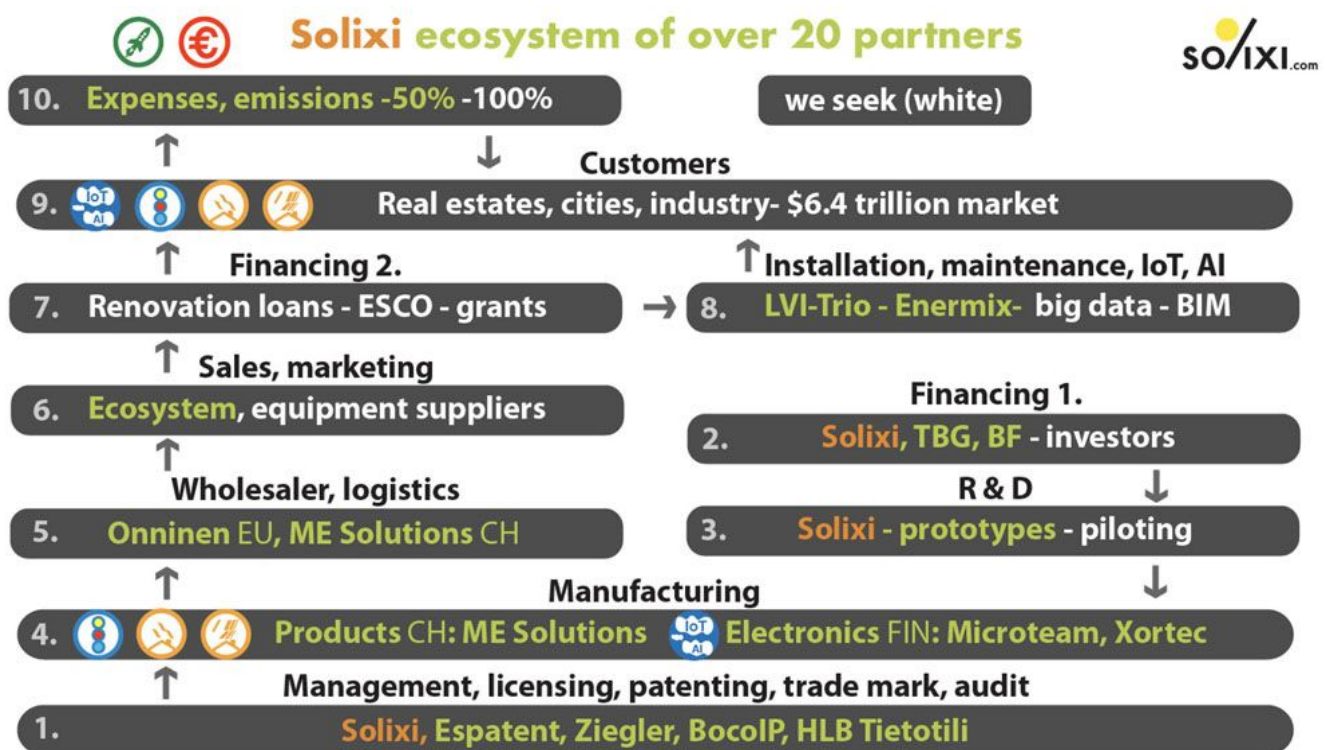 Solixi ecosystem of over 20 partners
SOLIXI.com
10. Expenses, emissions -50% -100%
we seek (white)
Customers
9. IoT AI Real estates, cities, industry- $6.4 trillion market
Financing 2.
Installation, maintenance, IoT, AI
7. Renovation loans - ESCO - grants
8. LVI-Trio - Enermix- big data - BIM
Sales, marketing
6. Ecosystem, equipment suppliers
Financing 1.
2. Solixi, TBG, BF - investors
Wholesaler, logistics
R & D
5. Onninen EU, ME Solutions CH
3. Solixi - prototypes - piloting
Manufacturing
4. Products CH: ME Solutions IoT AI Electronics FIN: Microteam, Xortec
Management, licensing, patenting, trade mark, audit
1. Solixi, Espatent, Ziegler, BocoIP, HLB Tietotili